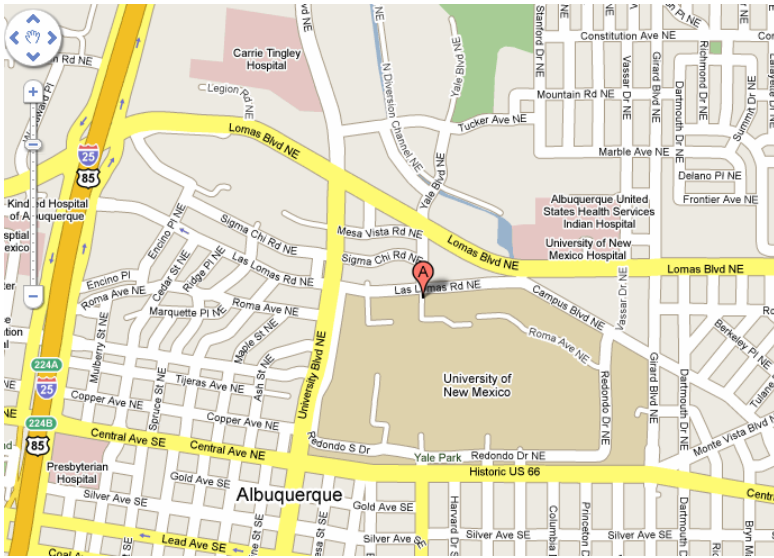 NE
Carrie Tingley
Hospital
Legion Rd NE
N Diversion Channel NE
Yale Blvd NE
Stanford Dr NE
Constitution Ave NE
Vassar Dr NE
Girard Blvd NE
Richmond Dr NE
Mountain Rd NE
Dartmouth Dr NE
Summit Dr NE
Tucker Ave NE
Marble Ave NE
Delano Pl NE
Frontier Ave NE
Lomas Blvd NE
25
85
Yale Blvd NE
Albuquerque United
States Health Services
Indian Hospital
University of New
Mexico Hospital
of Albuquerque
Encino Pl NE
Sigma Chi Rd NE
Mesa Vista Rd NE
Lomas Blvd NE
Lomas Blvd NE
Sigma Chi Rd NE
Las Lomas Rd NE
A
Las Lomas Rd NE
Encino Pl
Roma Ave NE
Cedar St NE
Ridge Pl NE
Marquette Pl NE
Roma Ave NE
Maple St NE
Mulberry St NE
University Blvd NE
Campus Blvd NE
Vassar Dr NE
Roma Ave NE
Berkeley Pl NE
224A
25
Tijeras Ave NE
Spruce St NE
Ash St NE
Copper Ave NE
Copper Ave NE
University of
New Mexico
Redondo Dr NE
Girard Blvd NE
Dartmouth Dr NE
Monte Vista Blvd NE
224B
85
Central Ave SE
Central Ave NE
Redondo S Dr
Yale Park
Redondo Dr NE
Historic US 66
Presbyterian
Hospital
Gold Ave SE
Silver Ave SE
Albuquerque
Gold Ave SE
Silver Ave SE
Silver Ave SE
Harvard Dr SE
Lead Ave SE